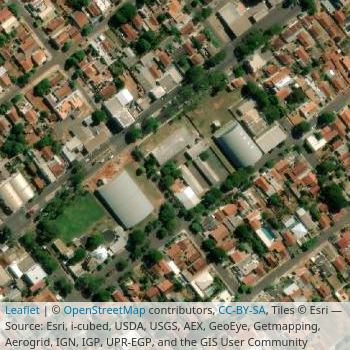 Leaflet | © OpenStreetMap contributors, CC-BY-SA, Tiles © Esri —
Source: Esri, i-cubed, USDA, USGS, AEX, GeoEye, Getmapping,
Aerogrid, IGN, IGP, UPR-EGP, and the GIS User Community